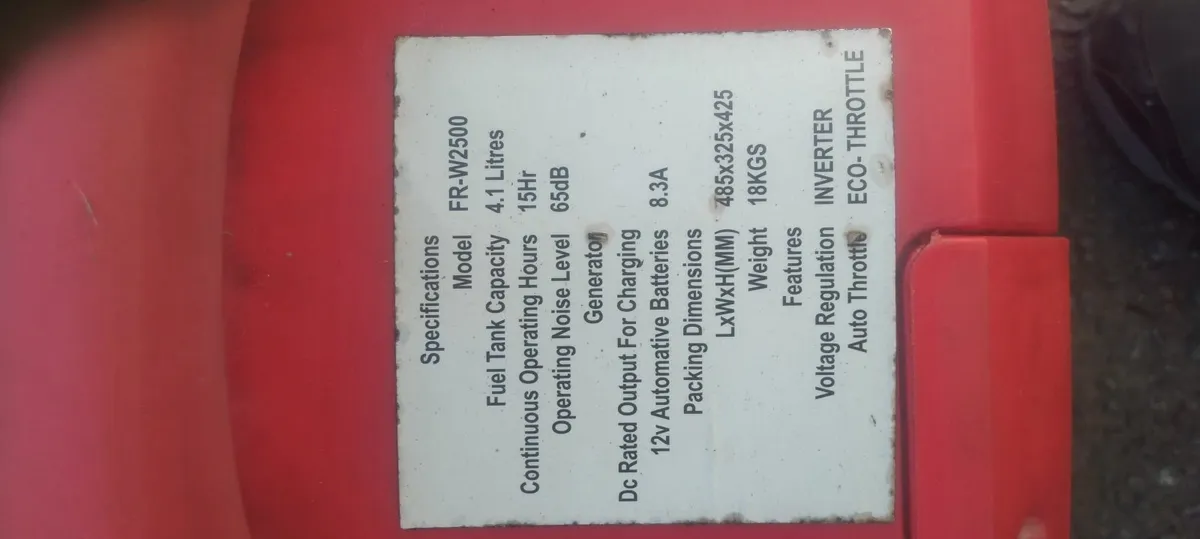 Specifications
Model FR-W2500
Fuel Tank Capacity 4.1 Litres
Continuous Operating Hours 15Hr
Operating Noise Level 65dB
Generator
Dc Rated Output For Charging
12v Automative Batteries 8.3A
Packing Dimensions
LxWxH(MM) 485x325x425
Weight 18KGS
Features
Voltage Regulation INVERTER
Auto Throttle ECO- THROTTLE